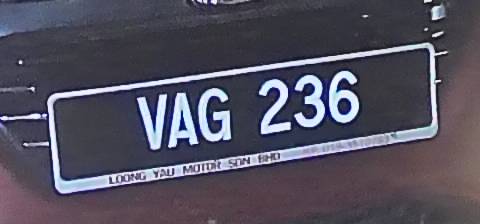 VAG 236
LOONG YAU MOTOR SDN BHD